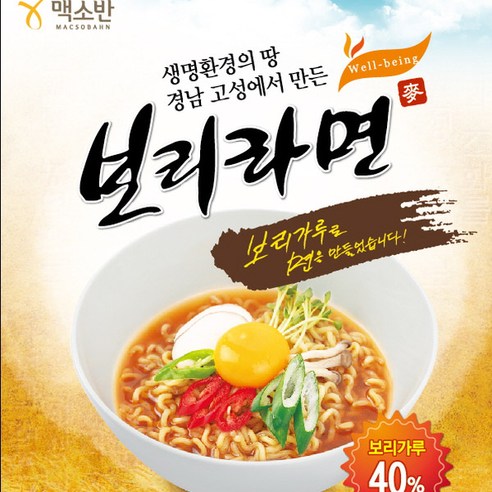 맥소반
MACSOBAHN
생명환경의 땅
경남 고성에서 만든
Well-being
보리라면
麥
보리가루로
면을 만들었습니다!
보리가루
40%